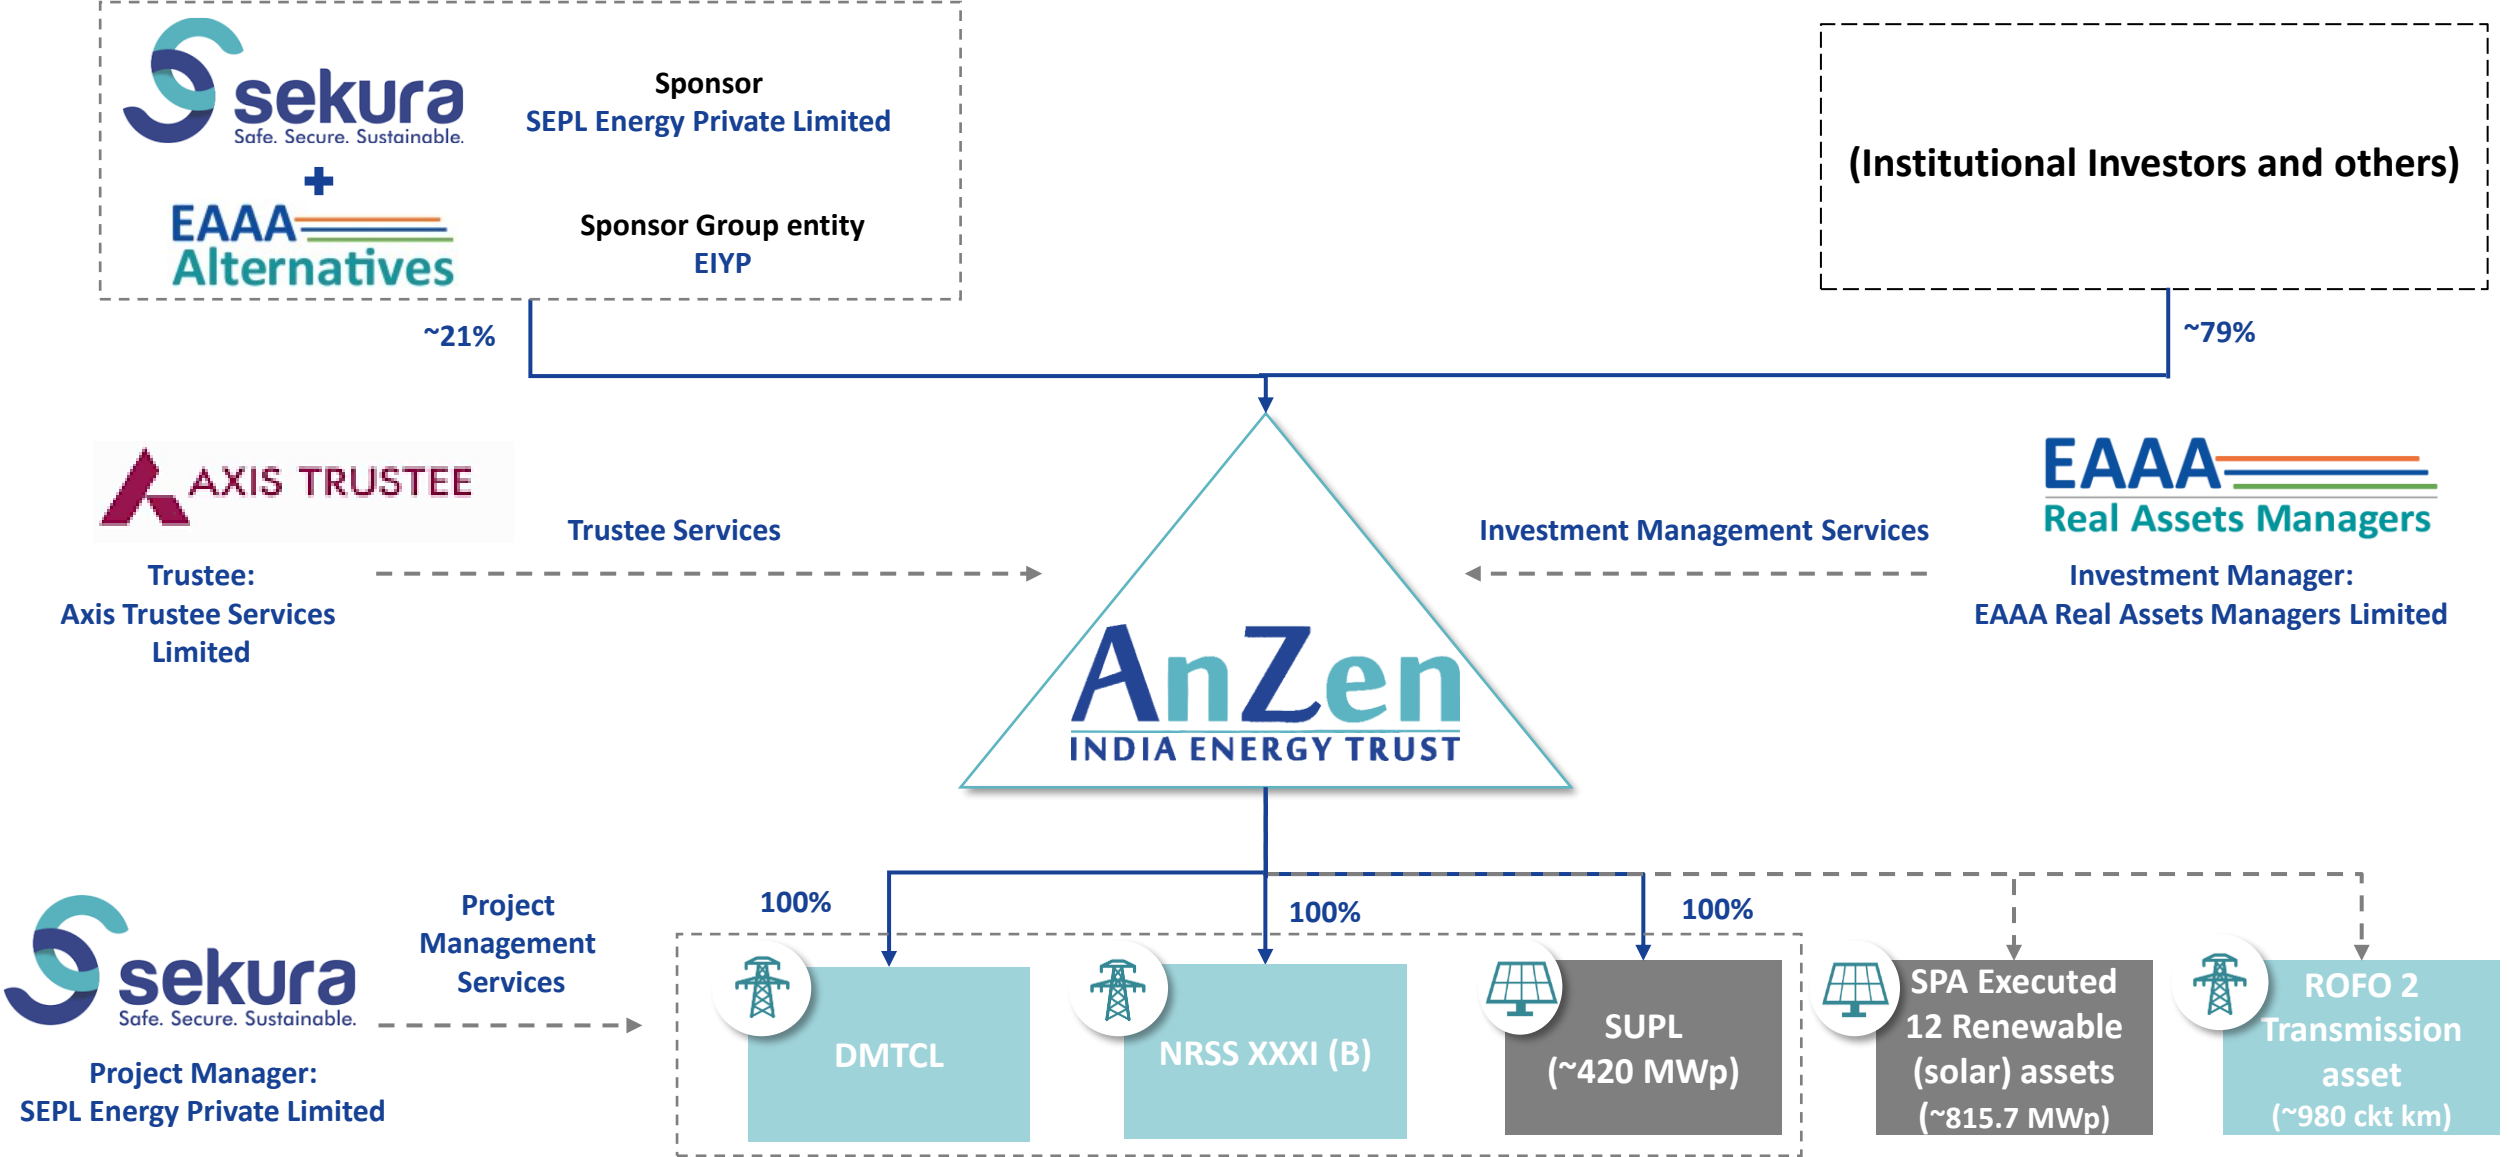 sekura
Safe. Secure. Sustainable.
EAAA
Alternatives
Sponsor
SEPL Energy Private Limited
Sponsor Group entity
EIYP
(Institutional Investors and others)
~21%
~79%
AXIS TRUSTEE
Trustee:
Axis Trustee Services
Limited
Trustee Services
Investment Management Services
EAAA
Real Assets Managers
Investment Manager:
EAAA Real Assets Managers Limited
AnZen
INDIA ENERGY TRUST
sekura
Safe. Secure. Sustainable.
Project Manager:
SEPL Energy Private Limited
Project
Management
Services
100%
100%
100%
DMTCL
NRSS XXXI (B)
SUPL
(~420 MWp)
SPA Executed
12 Renewable
(solar) assets
(~815.7 MWp)
ROFO 2
Transmission
asset
(~980 ckt km)